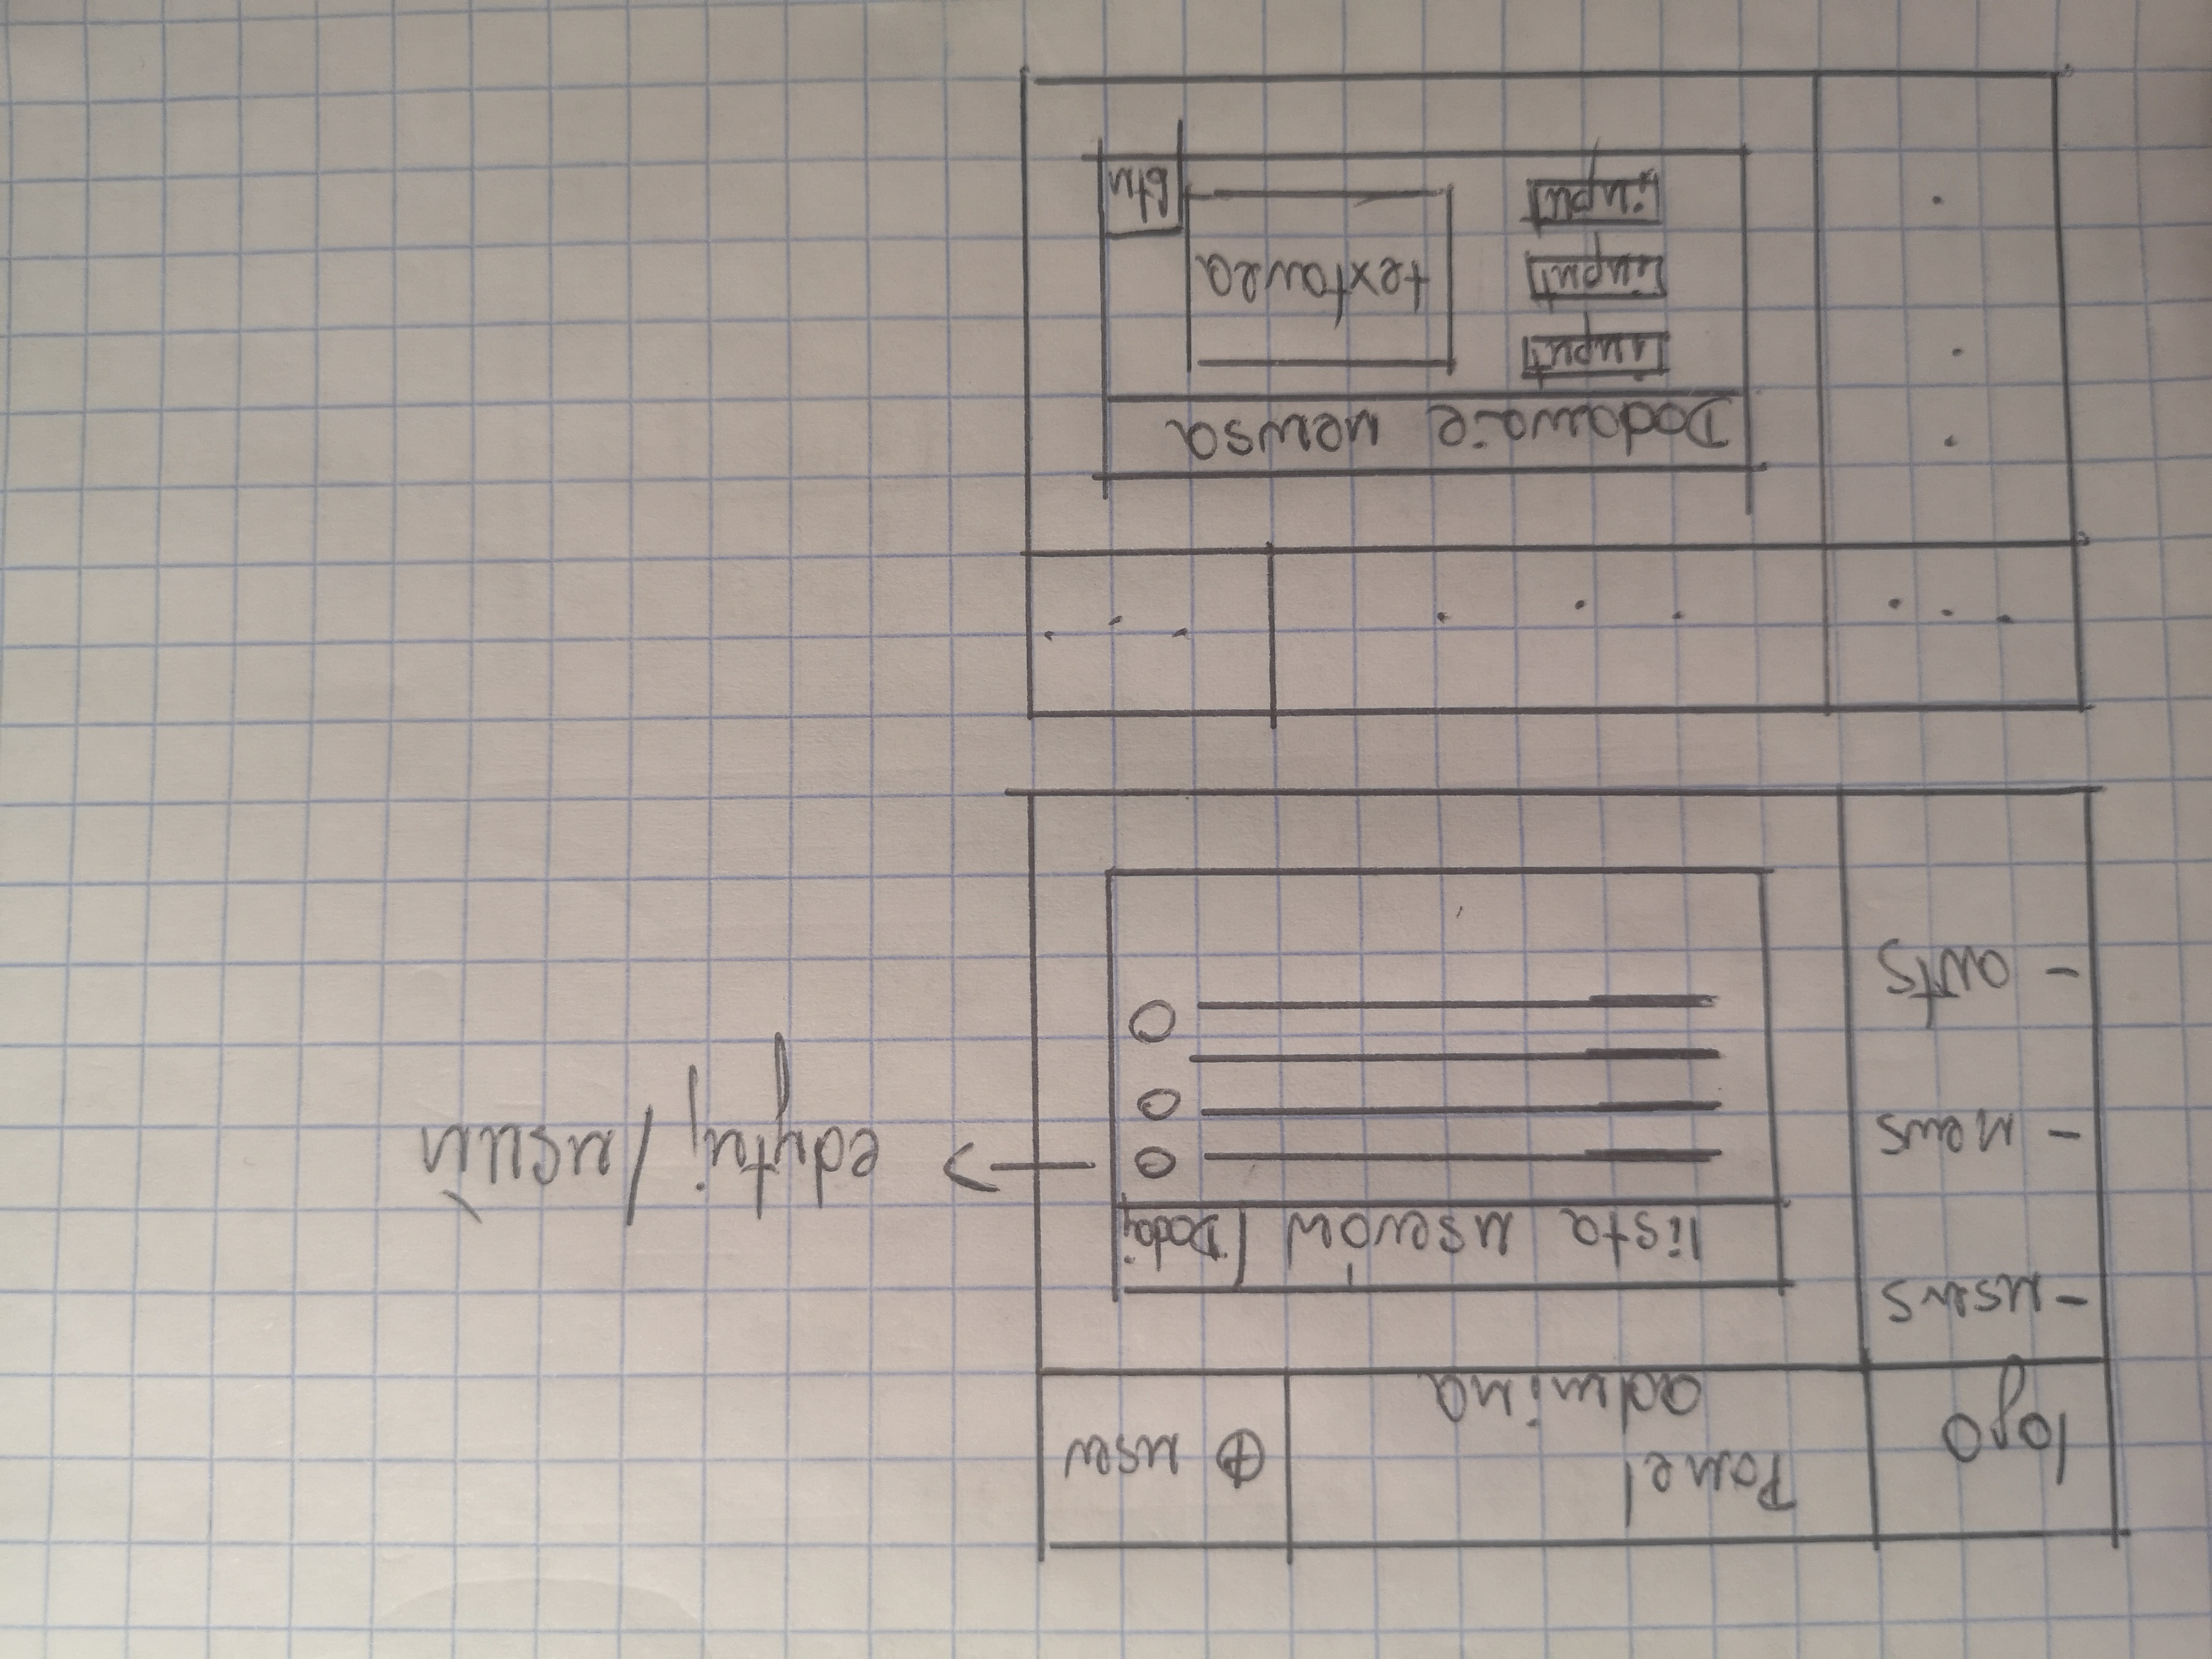 logo
Panel
admina
⊕ user
- users
- news
- arts
lista userów
Dodaj
edytuj / usuń
Dodawaie newsa
input
input
input
textarea
btn